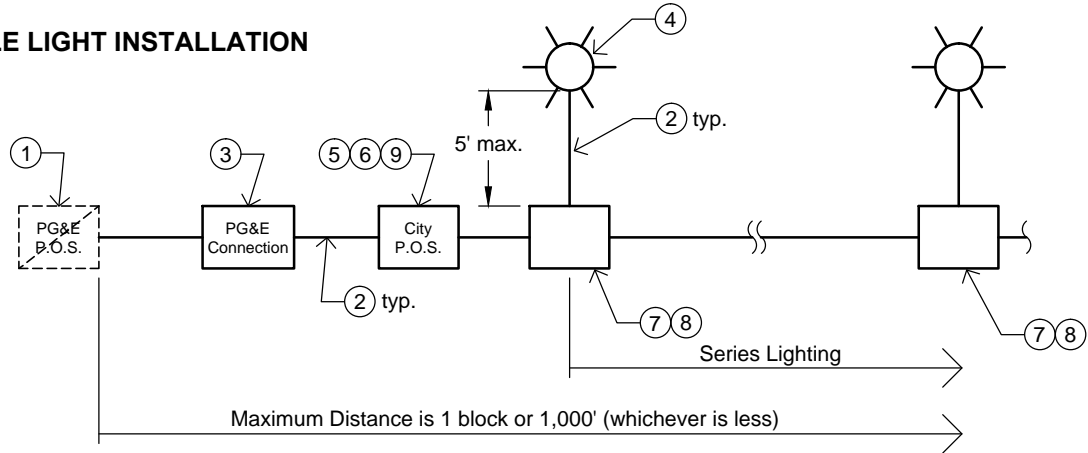 LE LIGHT INSTALLATION
4
2 typ.
5' max.
1
3
5 6 9
PG&E
P.O.S.
PG&E
Connection
City
P.O.S.
2 typ.
7 8
7 8
Series Lighting
Maximum Distance is 1 block or 1,000' (whichever is less)